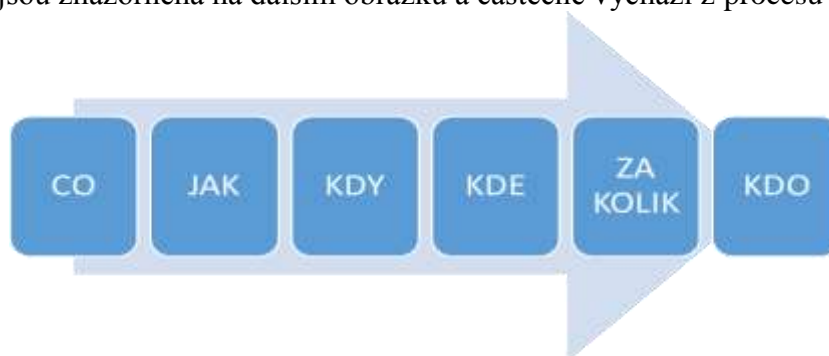 jsou znázorněna na dalším obrázku a částečně vychází z procesu
CO
JAK
KDY
KDE
ZA
KOLIK
KDO